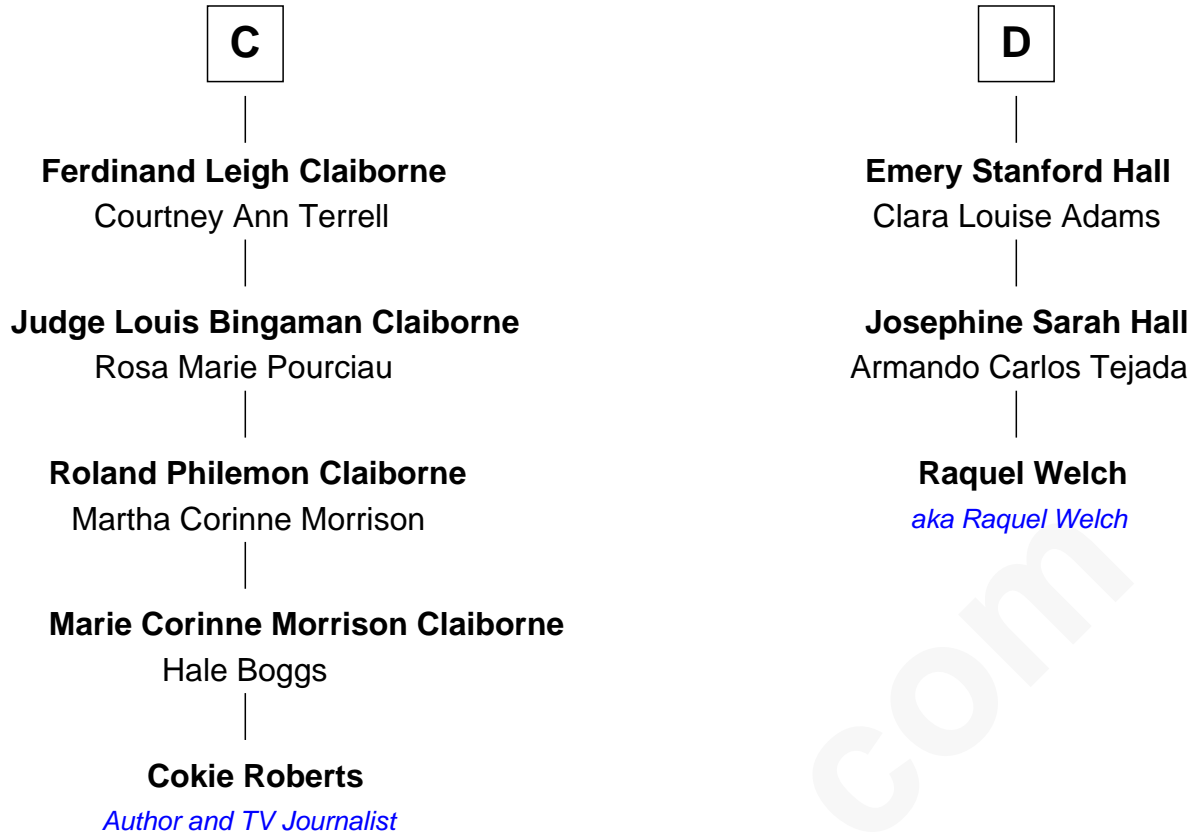 C
Ferdinand Leigh Claiborne
Courtney Ann Terrell
Judge Louis Bingaman Claiborne
Rosa Marie Pourciau
Roland Philemon Claiborne
Martha Corinne Morrison
Marie Corinne Morrison Claiborne
Hale Boggs
Cokie Roberts
Author and TV Journalist
D
Emery Stanford Hall
Clara Louise Adams
Josephine Sarah Hall
Armando Carlos Tejada
Raquel Welch
aka Raquel Welch
com